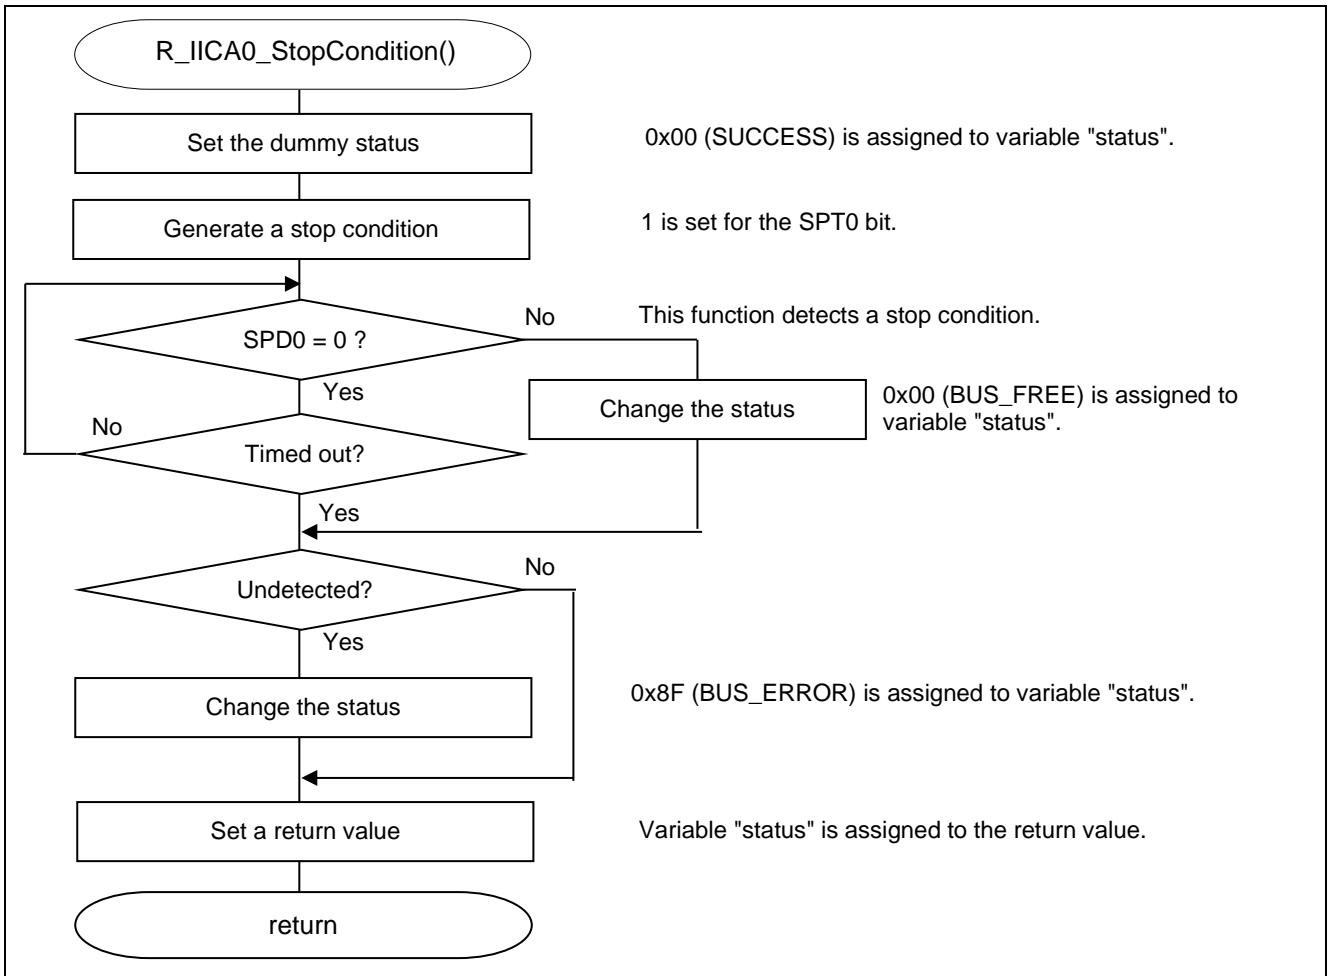 R_IICA0_StopCondition()
Set the dummy status
0x00 (SUCCESS) is assigned to variable "status".
Generate a stop condition
1 is set for the SPT0 bit.
SPD0 = 0 ?
No
This function detects a stop condition.
Yes
Change the status
0x00 (BUS_FREE) is assigned to
variable "status".
No
Timed out?
Yes
Undetected?
No
Yes
Change the status
0x8F (BUS_ERROR) is assigned to variable "status".
Set a return value
Variable "status" is assigned to the return value.
return